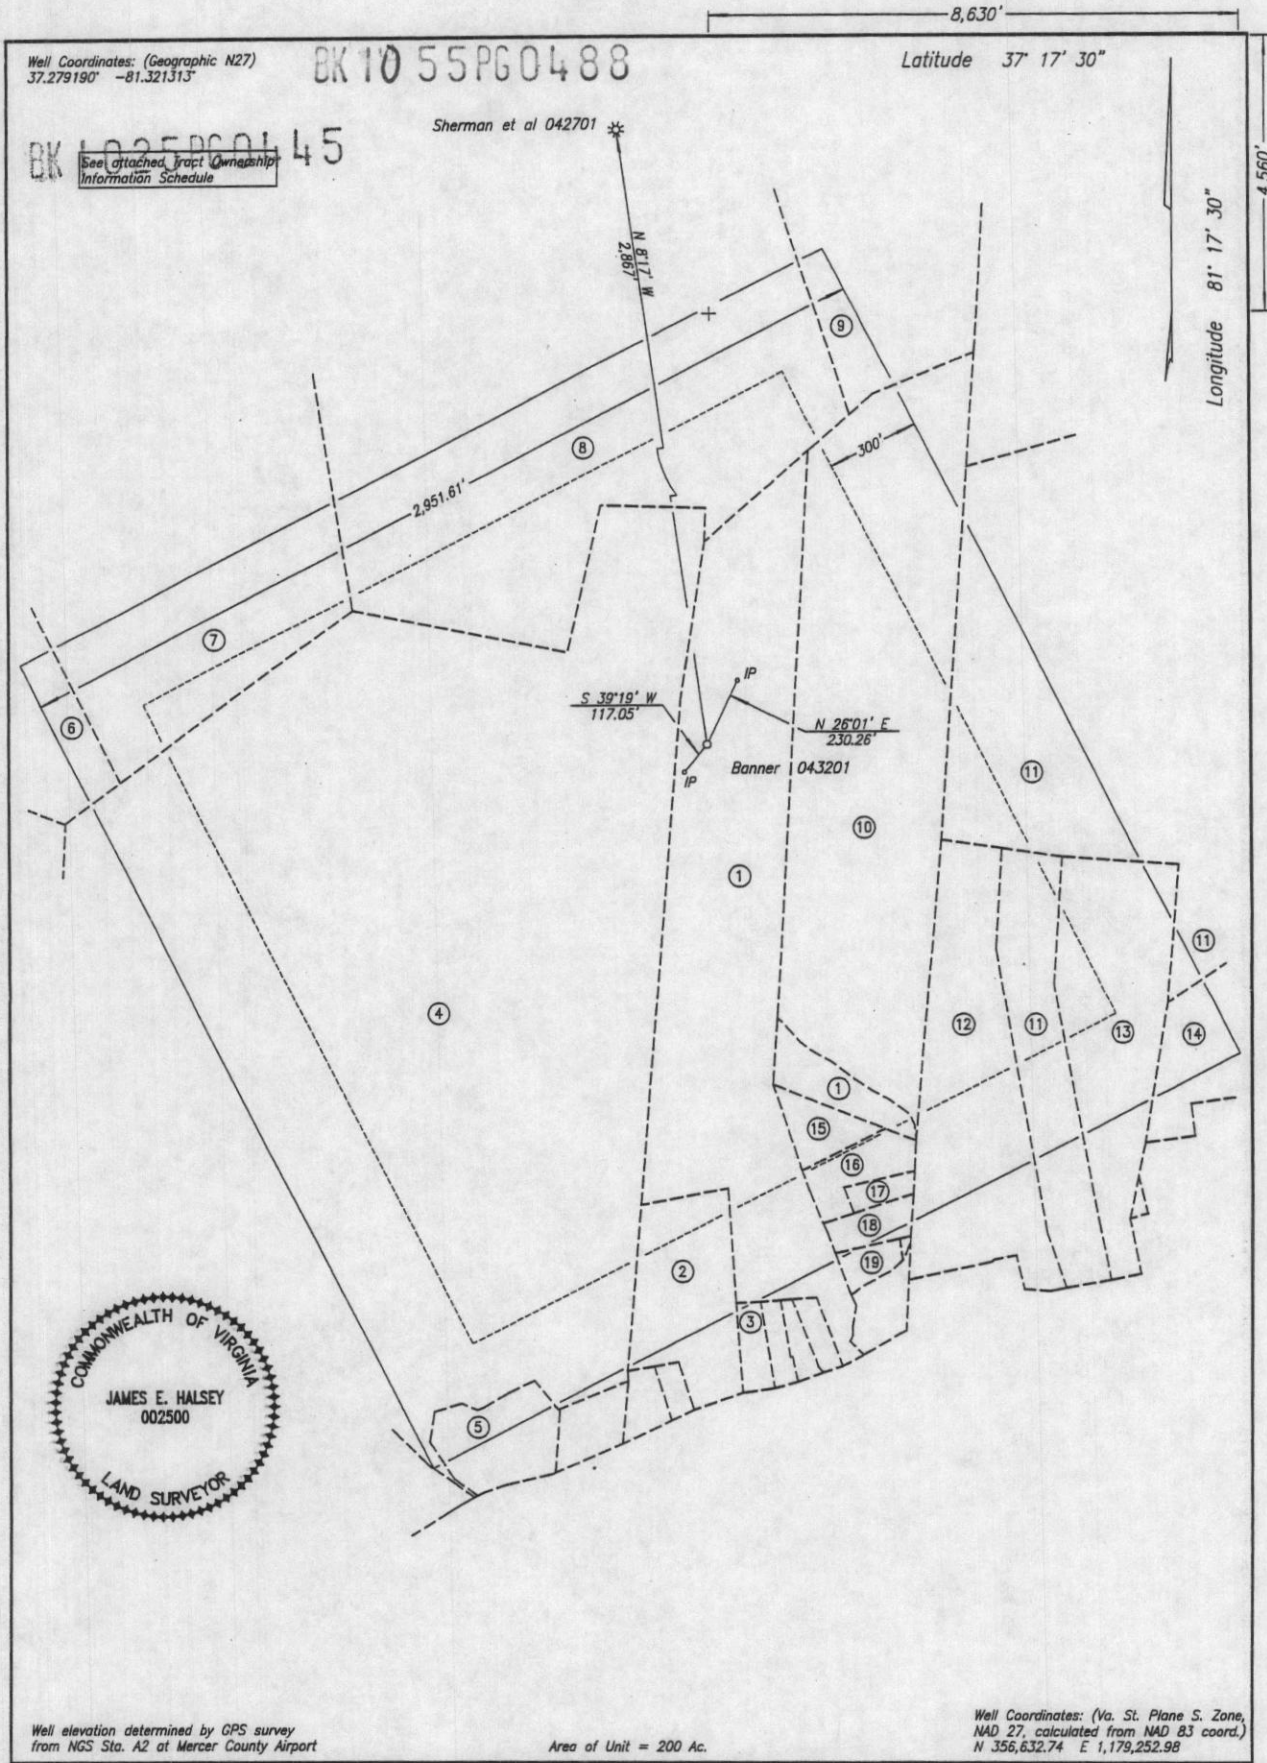 8,630'
Well Coordinates: (Geographic N27)
37.279190° -81.321313°
BK 1055PG0488
Latitude 37° 17' 30"
4,560'
Longitude 81° 17' 30"
BK 1025PG0145
See attached Tract Ownership
Information Schedule
Sherman et al 042701
N 8°17' W
2,867'
9
8
300'
2,951.61'
7
6
IP
S 39°19' W
117.05'
N 26°01' E
230.26'
IP
Banner 043201
11
10
1
11
4
12
11
13
14
1
15
16
17
18
19
2
3
5
COMMONWEALTH OF VIRGINIA
JAMES E. HALSEY
002500
LAND SURVEYOR
Well elevation determined by GPS survey
from NGS Sta. A2 at Mercer County Airport
Area of Unit = 200 Ac.
Well Coordinates: (Va. St. Plane S. Zone,
NAD 27, calculated from NAD 83 coord.)
N 356,632.74 E 1,179,252.98